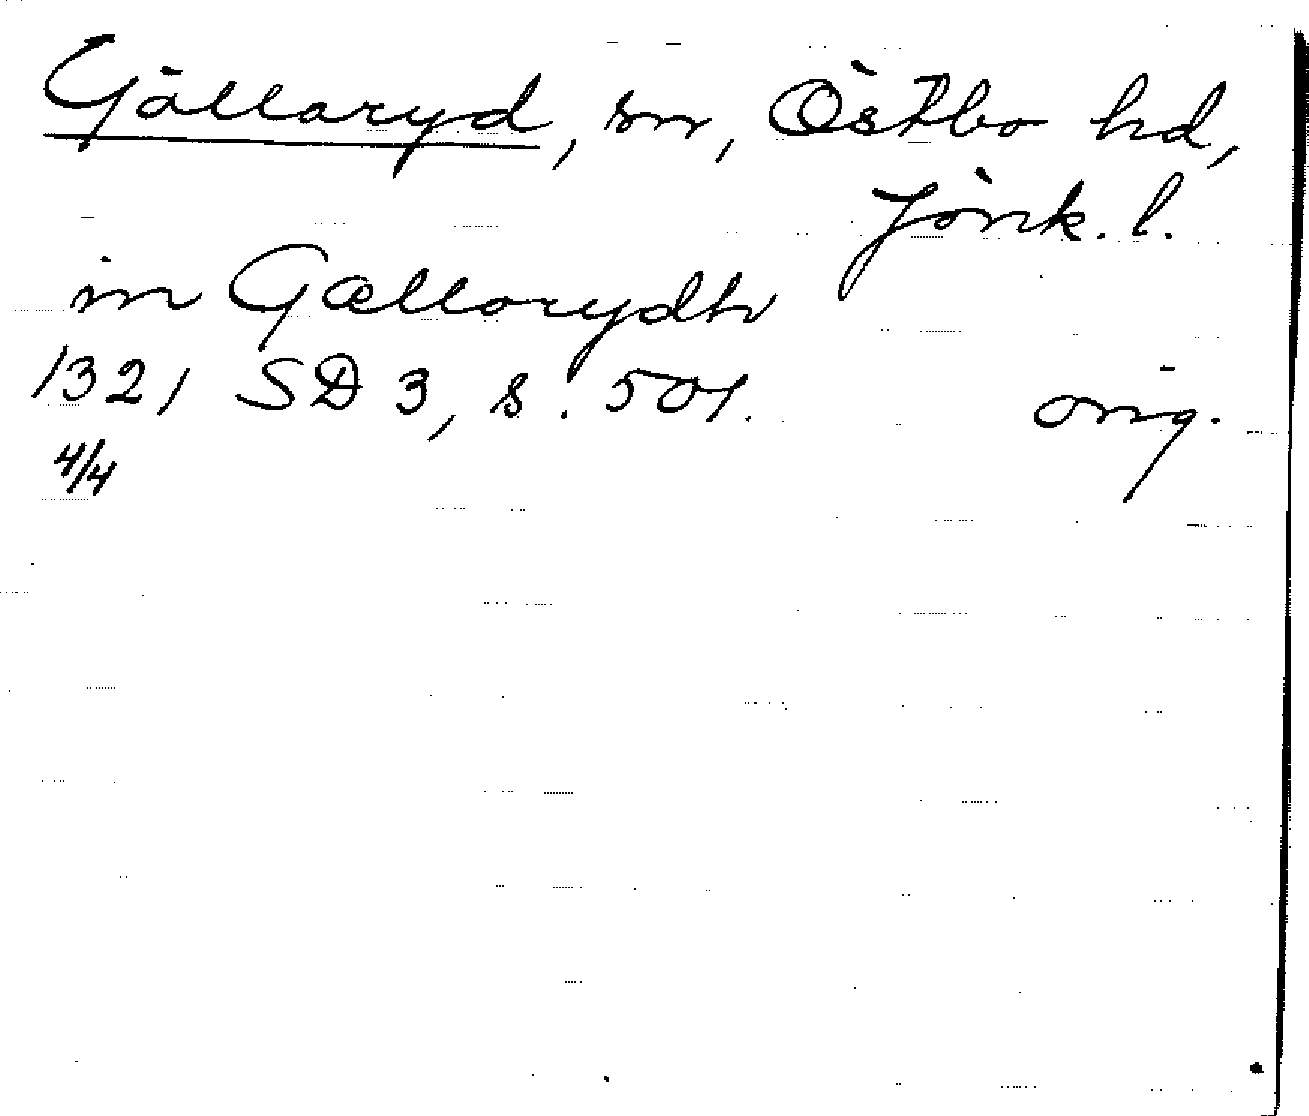 Gällaryd, sn, Östbo hd,
Jönk. l.
in Gællorydh
1321 SD 3, s. 501. orig.
4/4